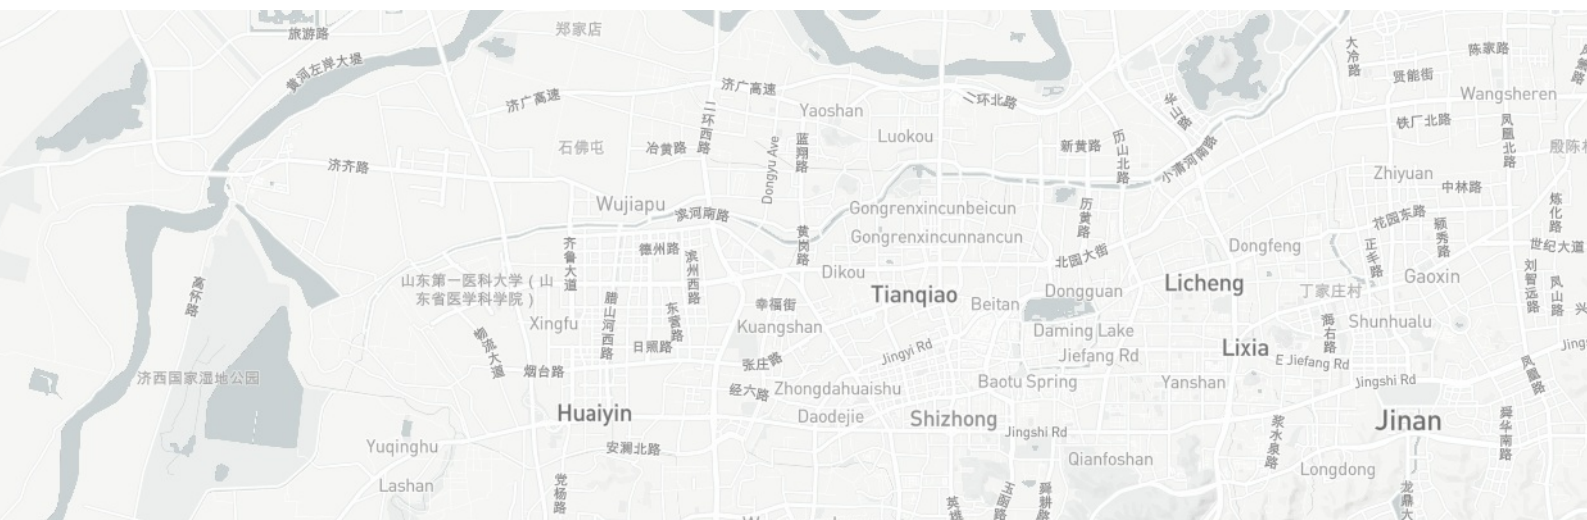 旅游路
郑家店
大冷路
陈家路
黄河左岸大堤
贤能街
济广高速
济广高速
二环北路
Wangsheren
华山路
二环西路
Yaoshan
铁厂北路
凤凰北路
Luokou
蓝翔路
历山北路
石佛屯
冶黄路
新黄路
小清河南路
Dongyu Ave
济齐路
Zhiyuan
中林路
Wujiapu
滨河南路
Gongrenxincunbeicun
历黄路
花园东路
颖秀路
炼化路
Gongrenxincunnancun
黄岗路
齐鲁大道
德州路
Dongfeng
正丰路
世纪大道
北园大街
滨州西路
Dikou
Gaoxin
山东第一医科大学（山
东省医学科学院）
高怀路
Tianqiao
Beitan
Dongguan
Licheng
丁家庄村
刘智远路
凤山路
腊山河西路
东营路
幸福街
Xingfu
Kuangshan
Daming Lake
海右路
Shunhualu
物流大道
日照路
Jingyi Rd
Jiefang Rd
Lixia
E Jiefang Rd
张庄路
烟台路
济西国家湿地公园
经六路
Zhongdahuaishu
Baotu Spring
Yanshan
Jingshi Rd
凤凰路
Huaiyin
Daodejie
Shizhong
Jingshi Rd
Jinan
浆水泉路
舜华南路
Yuqinghu
安澜北路
Qianfoshan
Longdong
Lashan
党杨路
玉函路